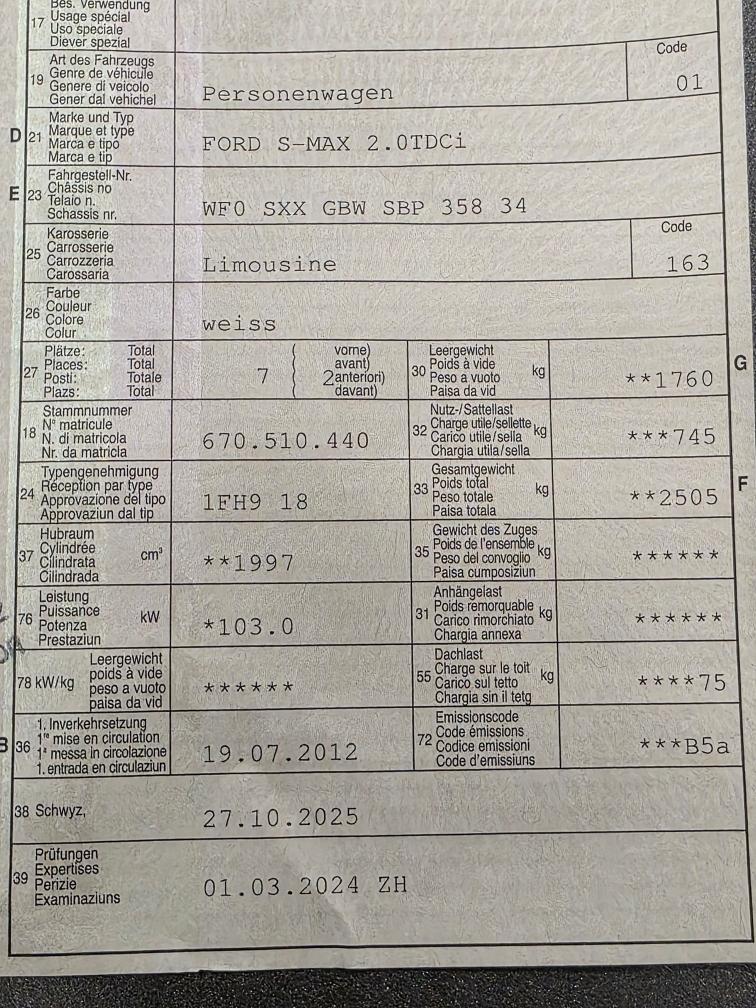 Bes. Verwendung
17 Usage spécial
Uso speciale
Diever spezial
Art des Fahrzeugs
19 Genre de véhicule
Genere di veicolo
Gener dal vehichel
Personenwagen
Code
01
Marke und Typ
D 21 Marque et type
Marca e tipo
Marca e tip
FORD S-MAX 2.0TDCi
Fahrgestell-Nr.
E 23 Châssis no
Telaio n.
Schassis nr.
WF0 SXX GBW SBP 358 34
Karosserie
25 Carrosserie
Carrozzeria
Carossaria
Limousine
Code
163
Farbe
26 Couleur
Colore
Colur
weiss
Plätze: Total
27 Places: Total
Posti: Totale
Plazs: Total
7
vorne)
avant)
2 anteriori)
davant)
Leergewicht
30 Poids à vide kg
Peso a vuoto
Paisa da vid
**1760
G
Stammnummer
18 N° matricule
N. di matricola
Nr. da matricla
670.510.440
Nutz-/Sattellast
32 Charge utile/sellette kg
Carico utile/sella
Chargia utila/sella
***745
Typengenehmigung
24 Réception par type
Approvazione del tipo
Approvaziun dal tip
1FH9 18
Gesamtgewicht
33 Poids total kg
Peso totale
Paisa totala
**2505
F
Hubraum
37 Cylindrée cm³
Cilindrata
Cilindrada
**1997
Gewicht des Zuges
35 Poids de l'ensemble kg
Peso del convoglio
Paisa cumposiziun
******
Leistung
76 Puissance kW
Potenza
Prestaziun
*103.0
Anhängelast
31 Poids remorquable kg
Carico rimorchiato
Chargia annexa
******
Leergewicht
78 kW/kg poids à vide
peso a vuoto
paisa da vid
******
Dachlast
55 Charge sur le toit kg
Carico sul tetto
Chargia sin il tetg
****75
1. Inverkehrsetzung
B 36 1re mise en circulation
1a messa in circolazione
1. entrada en circulaziun
19.07.2012
Emissionscode
72 Code émissions
Codice emissioni
Code d'emissiuns
***B5a
38 Schwyz,
27.10.2025
Prüfungen
39 Expertises
Perizie
Examinaziuns
01.03.2024 ZH